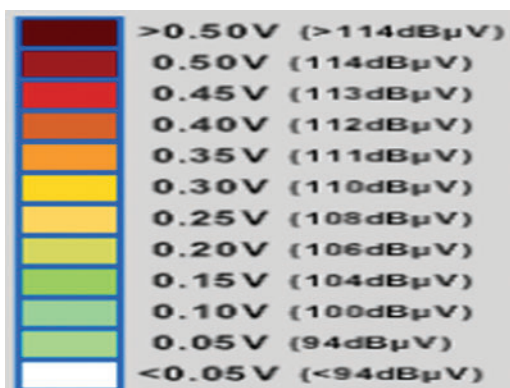 >0.50V (>114dBµV)
0.50V (114dBµV)
0.45V (113dBµV)
0.40V (112dBµV)
0.35V (111dBµV)
0.30V (110dBµV)
0.25V (108dBµV)
0.20V (106dBµV)
0.15V (104dBµV)
0.10V (100dBµV)
0.05V (94dBµV)
<0.05V (<94dBµV)